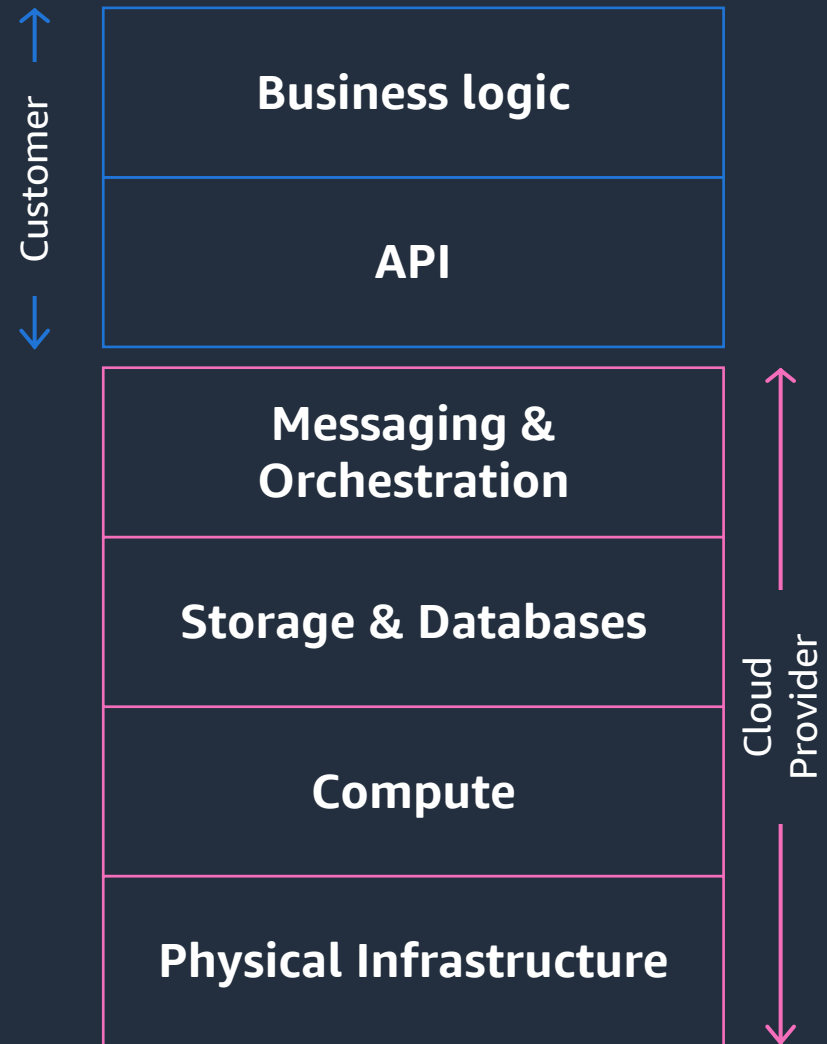 Customer
Business logic
API
Messaging &
Orchestration
Storage & Databases
Compute
Physical Infrastructure
Cloud
Provider